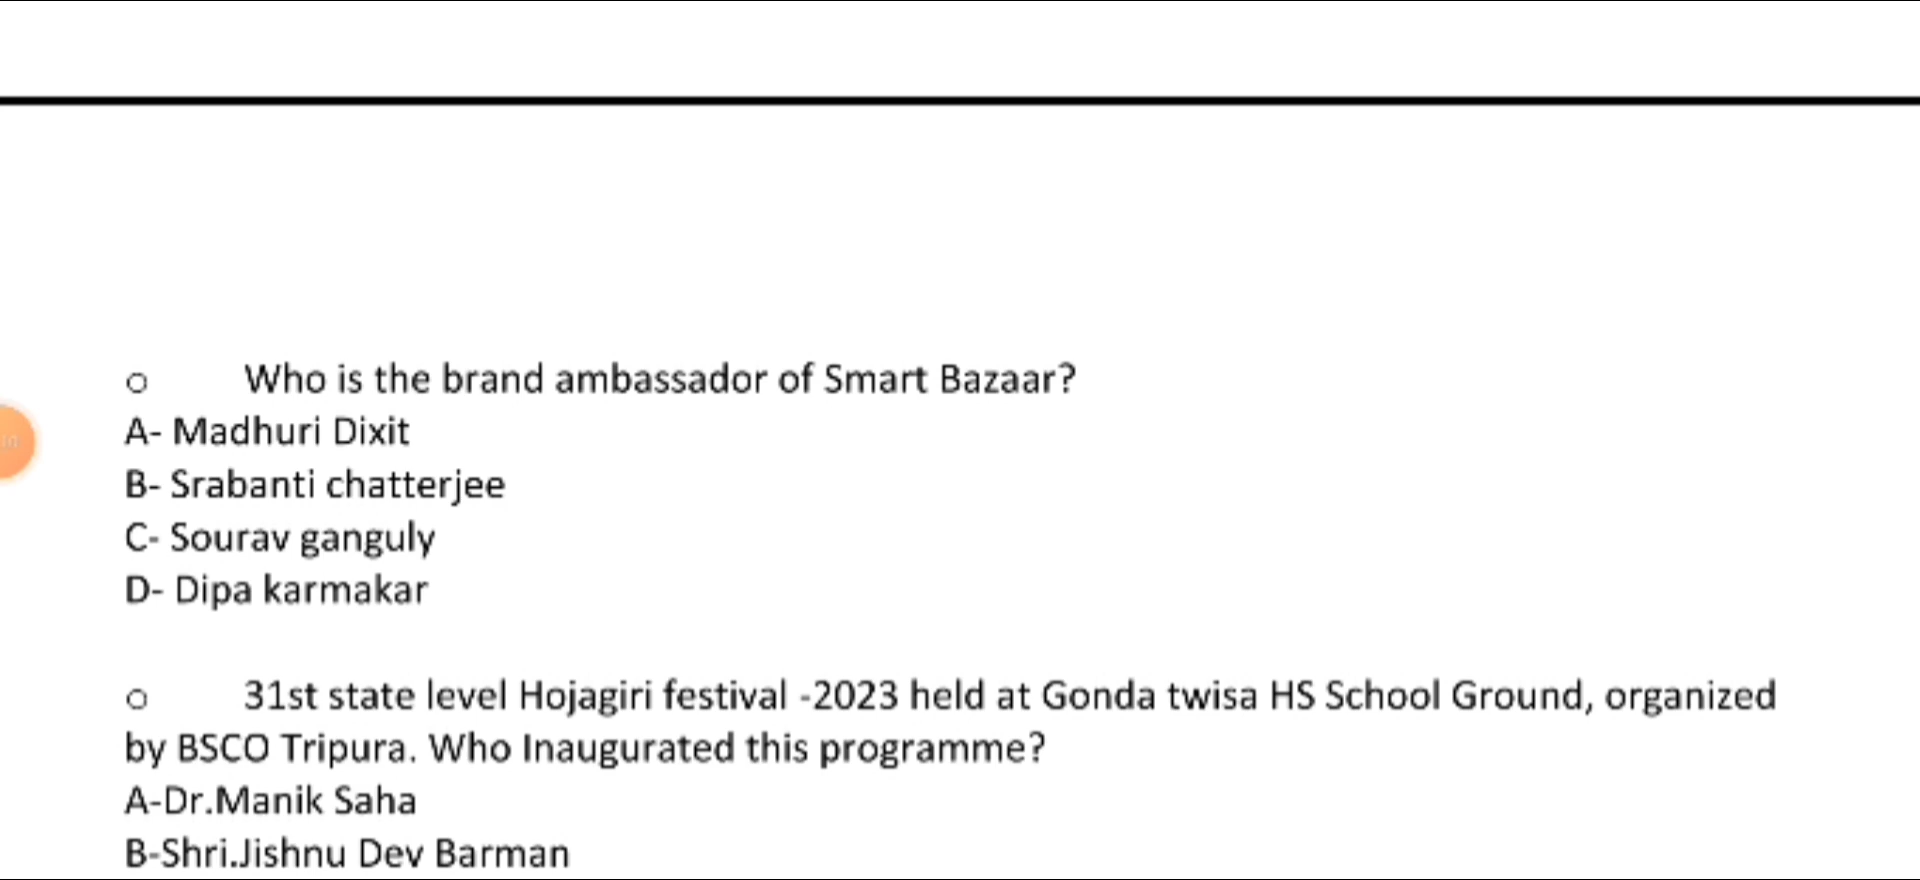 o Who is the brand ambassador of Smart Bazaar?
A- Madhuri Dixit
B- Srabanti chatterjee
C- Sourav ganguly
D- Dipa karmakar
o 31st state level Hojagiri festival -2023 held at Gonda twisa HS School Ground, organized
by BSCO Tripura. Who Inaugurated this programme?
A-Dr.Manik Saha
B-Shri.Jishnu Dev Barman